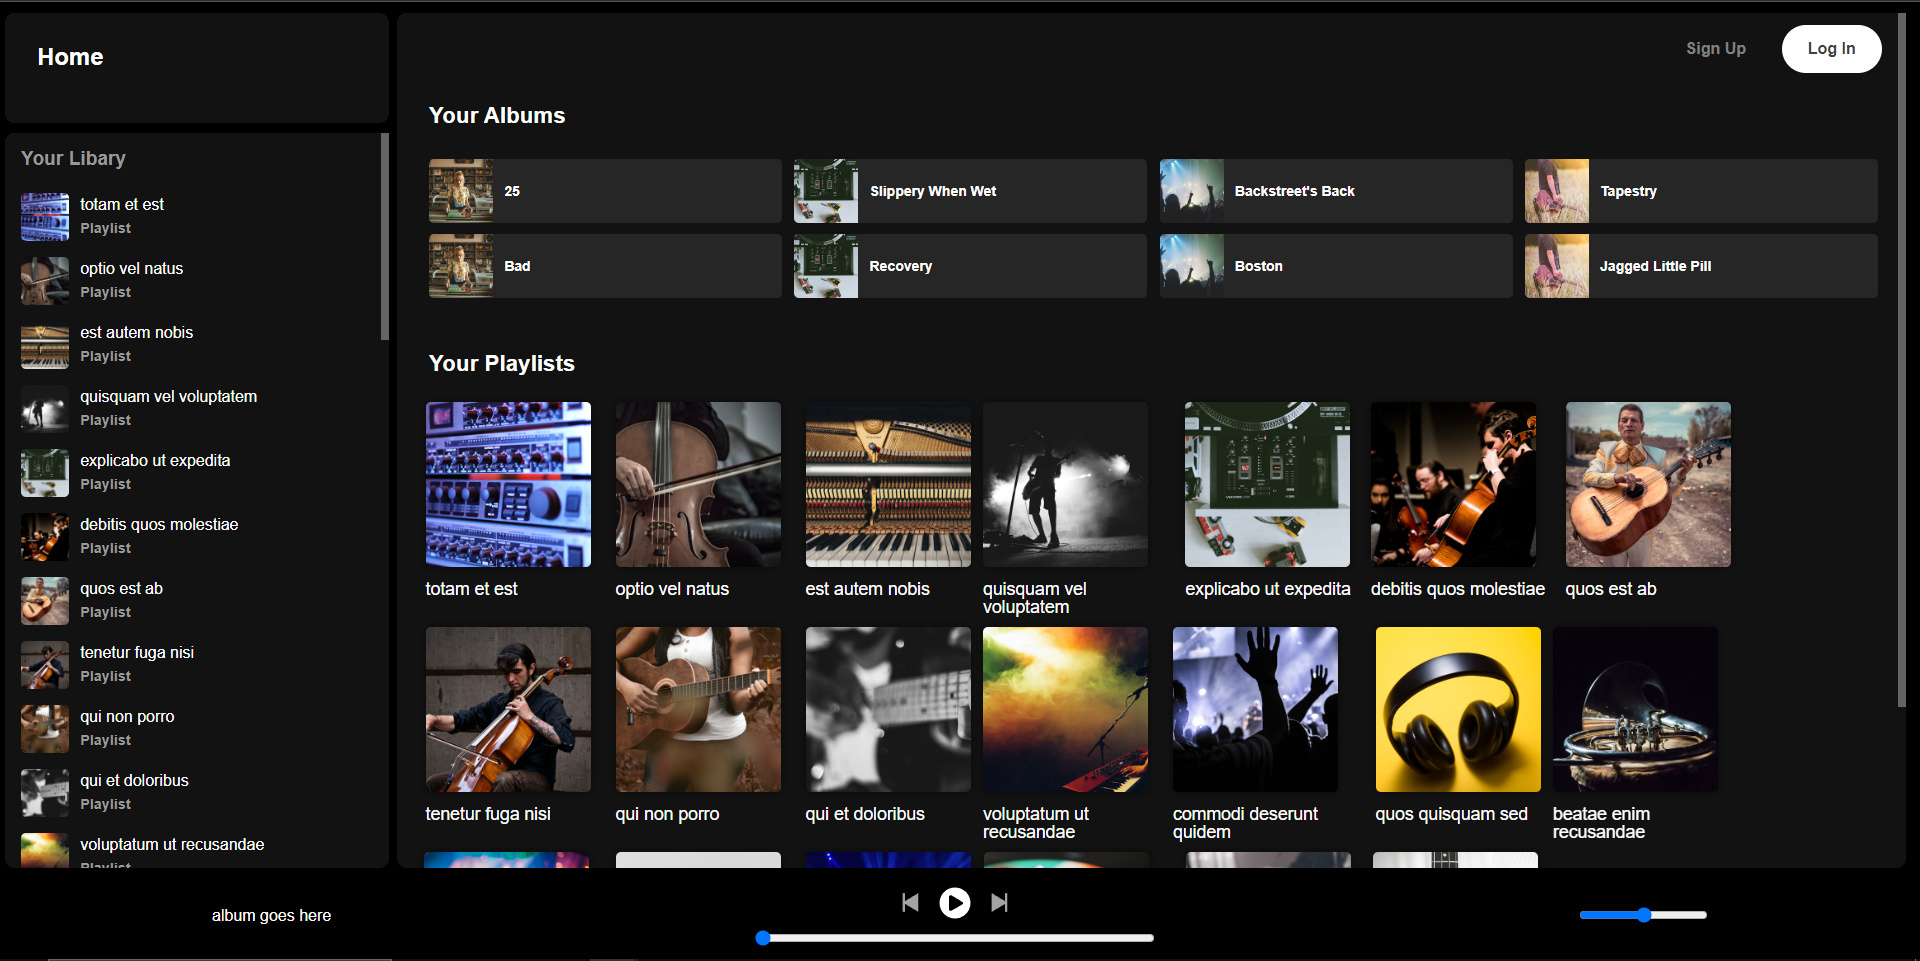 Home
Your Libary
totam et est
Playlist
optio vel natus
Playlist
est autem nobis
Playlist
quisquam vel voluptatem
Playlist
explicabo ut expedita
Playlist
debitis quos molestiae
Playlist
quos est ab
Playlist
tenetur fuga nisi
Playlist
qui non porro
Playlist
qui et doloribus
Playlist
voluptatum ut recusandae
Playlist
Sign Up
Log In
Your Albums
25
Slippery When Wet
Backstreet's Back
Tapestry
Bad
Recovery
Boston
Jagged Little Pill
Your Playlists
totam et est
optio vel natus
est autem nobis
quisquam vel
voluptatem
explicabo ut expedita
debitis quos molestiae
quos est ab
tenetur fuga nisi
qui non porro
qui et doloribus
voluptatum ut
recusandae
commodi deserunt
quidem
quos quisquam sed
beatae enim
recusandae
album goes here